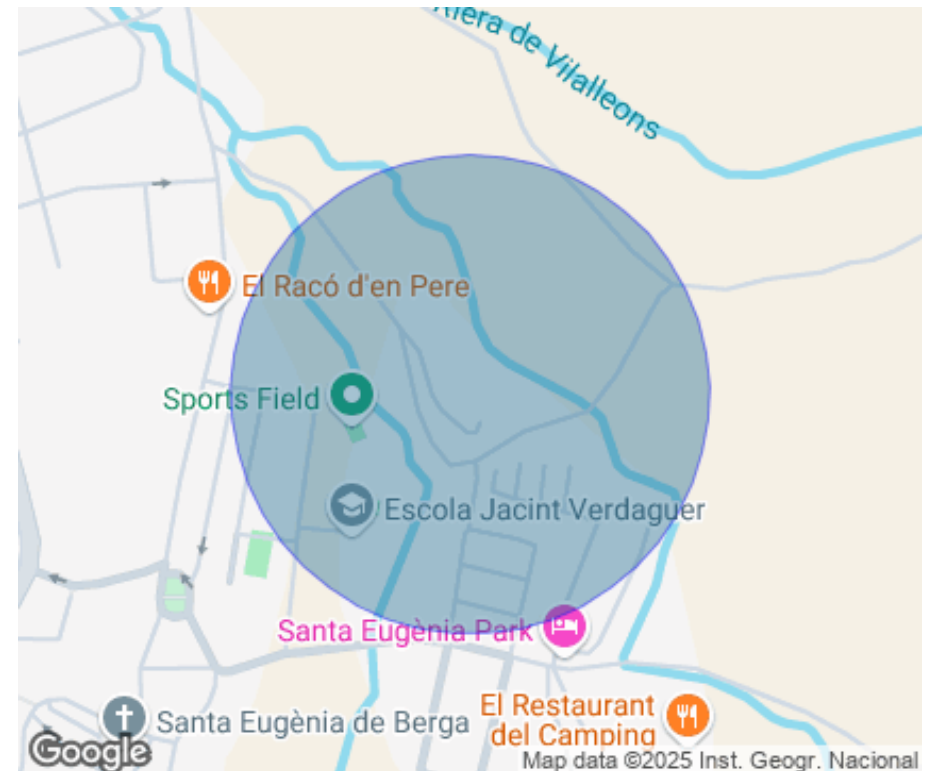 Riera de Vilalleons
El Racó d'en Pere
Sports Field
Escola Jacint Verdaguer
Santa Eugènia Park
Santa Eugènia de Berga
El Restaurant
del Camping
Google
Map data ©2025 Inst. Geogr. Nacional